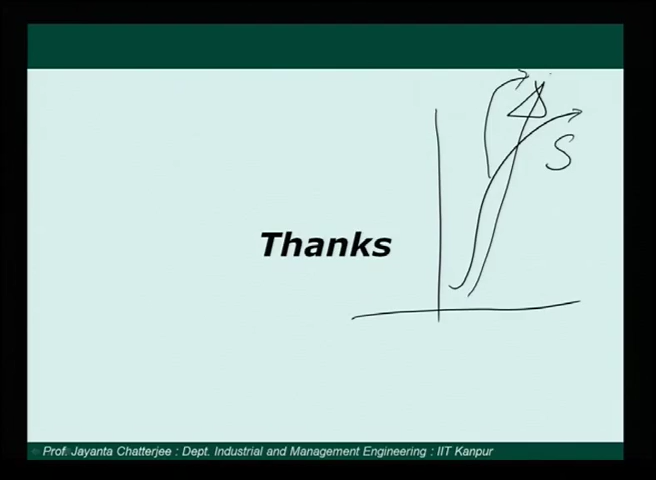 S
Thanks
Prof. Jayanta Chatterjee : Dept. Industrial and Management Engineering : IIT Kanpur